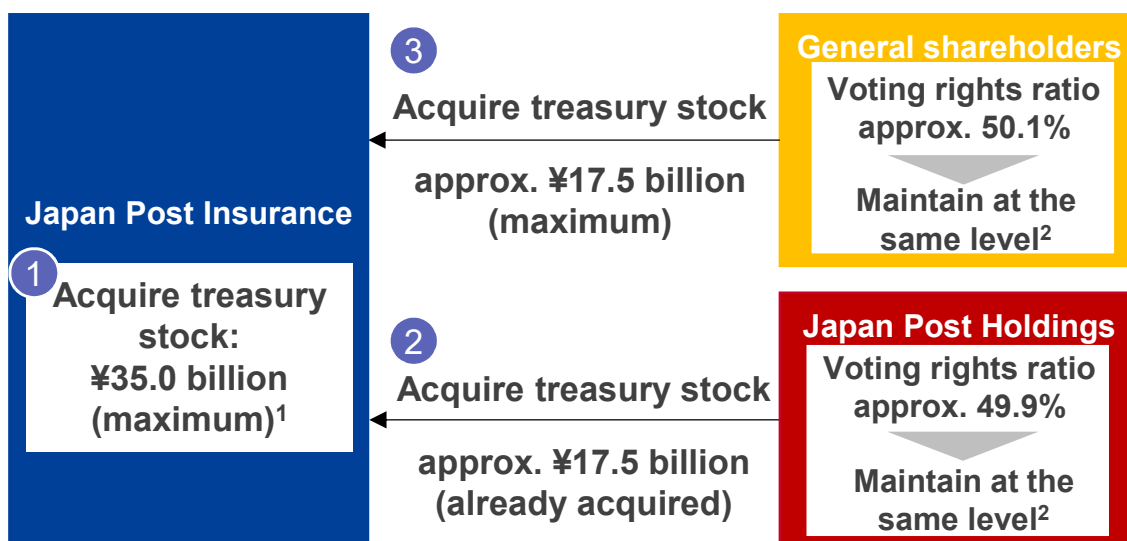 Japan Post Insurance
1
Acquire treasury
stock:
¥35.0 billion
(maximum)¹
3
Acquire treasury stock
approx. ¥17.5 billion
(maximum)
General shareholders
Voting rights ratio
approx. 50.1%
Maintain at the
same level²
2
Acquire treasury stock
approx. ¥17.5 billion
(already acquired)
Japan Post Holdings
Voting rights ratio
approx. 49.9%
Maintain at the
same level²